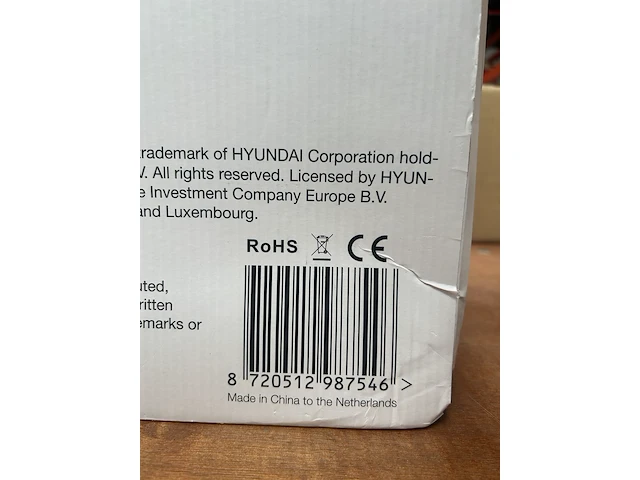 trademark of HYUNDAI Corporation hold-
V. All rights reserved. Licensed by HYUN-
e Investment Company Europe B.V.
and Luxembourg.
RoHS CE
uted,
ritten
emarks or
8 720512 987546 >
Made in China to the Netherlands